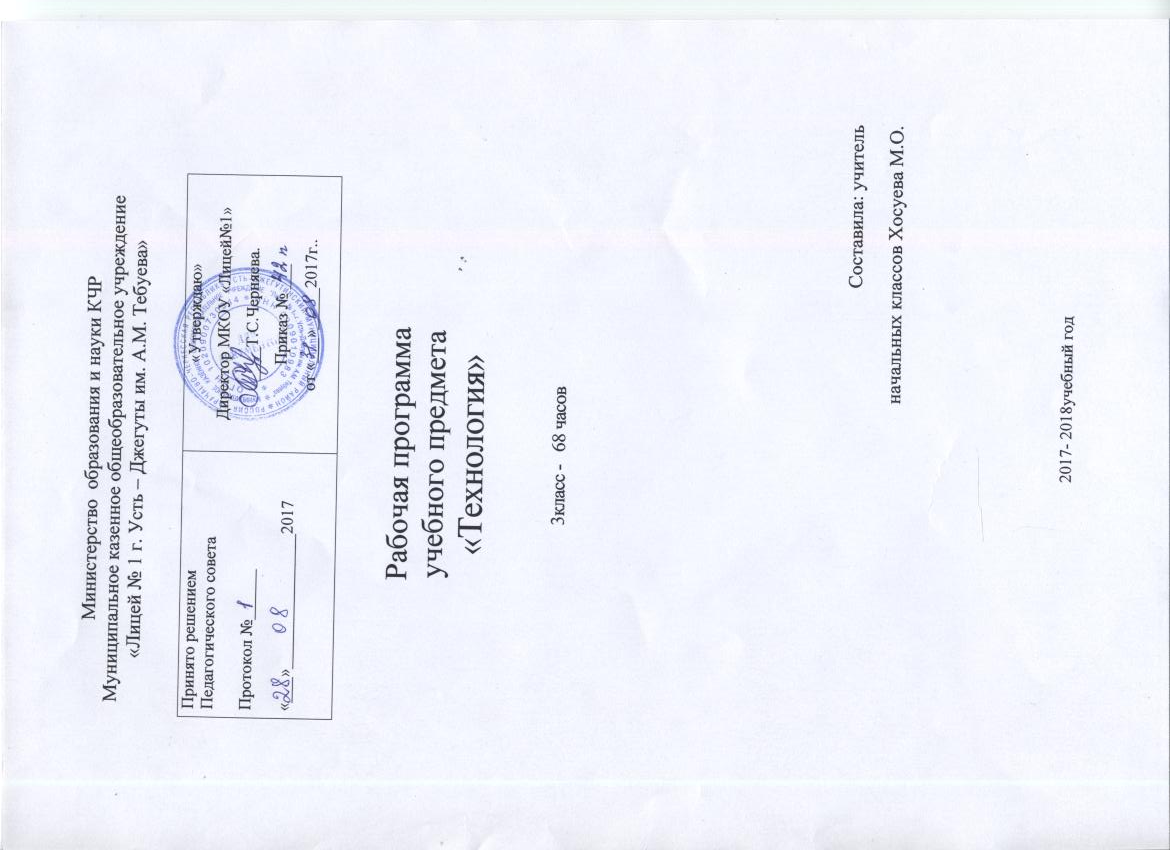 Министерство образования и науки КЧР
Муниципальное казенное общеобразовательное учреждение
«Лицей № 1 г. Усть – Джегуты им. А.М. Тебуева»
Принято решением
Педагогического совета
Протокол № 1
«28» 08 2017
«Утверждаю»
Директор МКОУ «Лицей№1»
Т.С.Черняева.
Приказ №
от « » 08 2017г..
Рабочая программа
учебного предмета
«Технология»
3класс - 68 часов
Составила: учитель
начальных классов Хосуева М.О.
2017- 2018учебный год